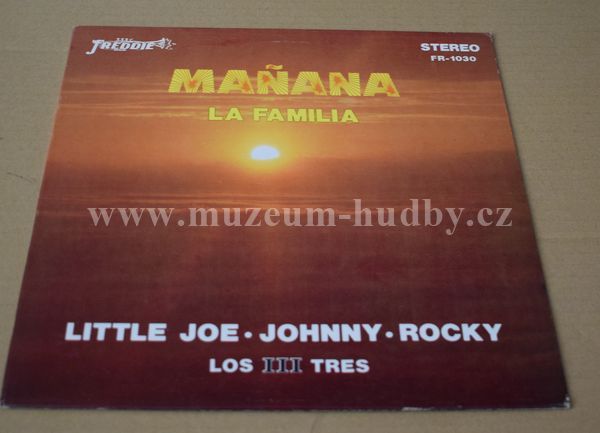 FREDDIE
STEREO
FR-1030
MAÑANA
LA FAMILIA
www.muzeum-hudby.cz
LITTLE JOE • JOHNNY • ROCKY
LOS III TRES